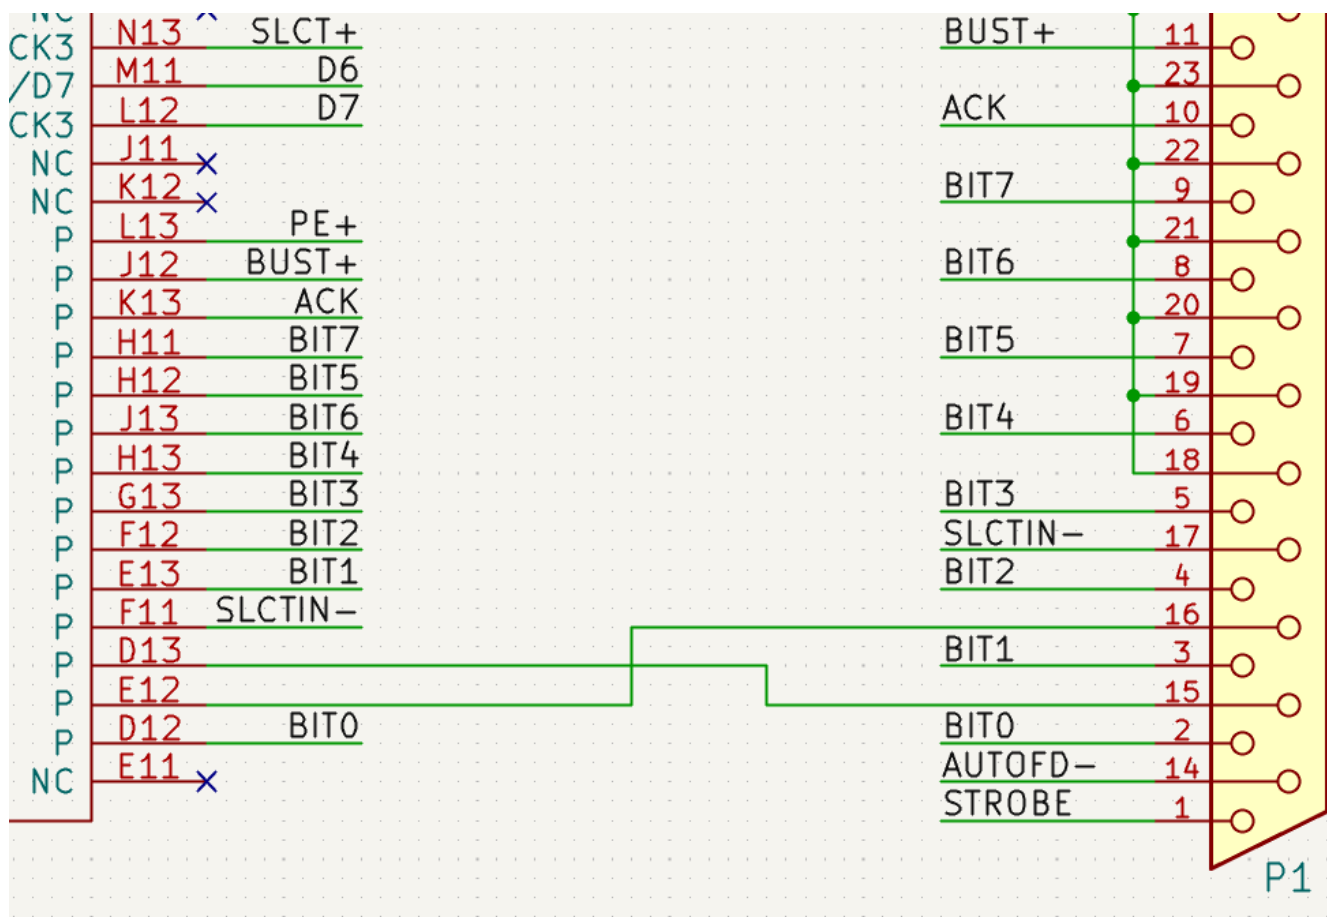 NC
CK3 N13 SLCT+ BUST+ 11
/D7 M11 D6 23
CK3 L12 D7 ACK 10
NC J11 22
NC K12 BIT7 9
P L13 PE+ 21
P J12 BUST+ BIT6 8
P K13 ACK 20
P H11 BIT7 BIT5 7
P H12 BIT5 19
P J13 BIT6 BIT4 6
P H13 BIT4 18
P G13 BIT3 BIT3 5
P F12 BIT2 SLCTIN- 17
P E13 BIT1 BIT2 4
P F11 SLCTIN- 16
P D13 BIT1 3
P E12 15
P D12 BIT0 BIT0 2
NC E11 AUTOFD- 14
STROBE 1
P1